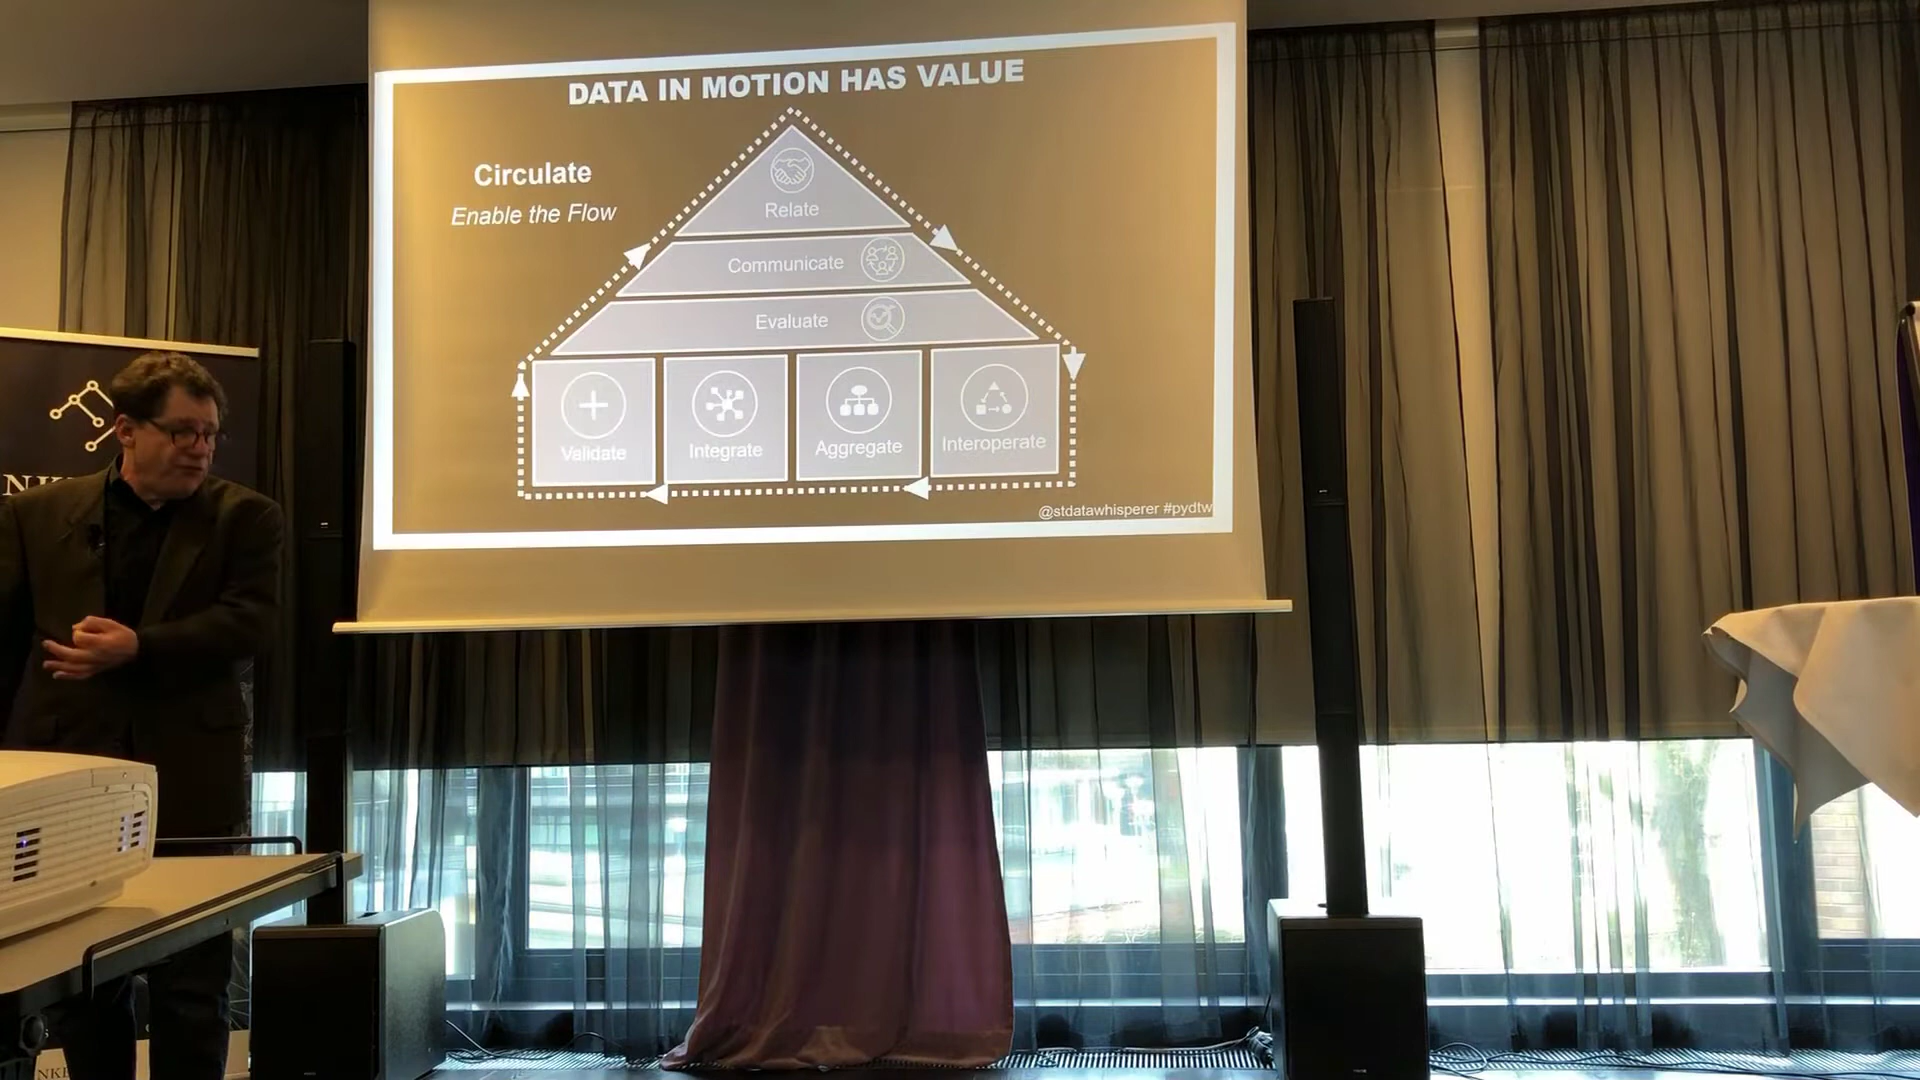 DATA IN MOTION HAS VALUE
Circulate
Enable the Flow
Relate
Communicate
Evaluate
Validate
Integrate
Aggregate
Interoperate
@stdatawhisperer #pydtw